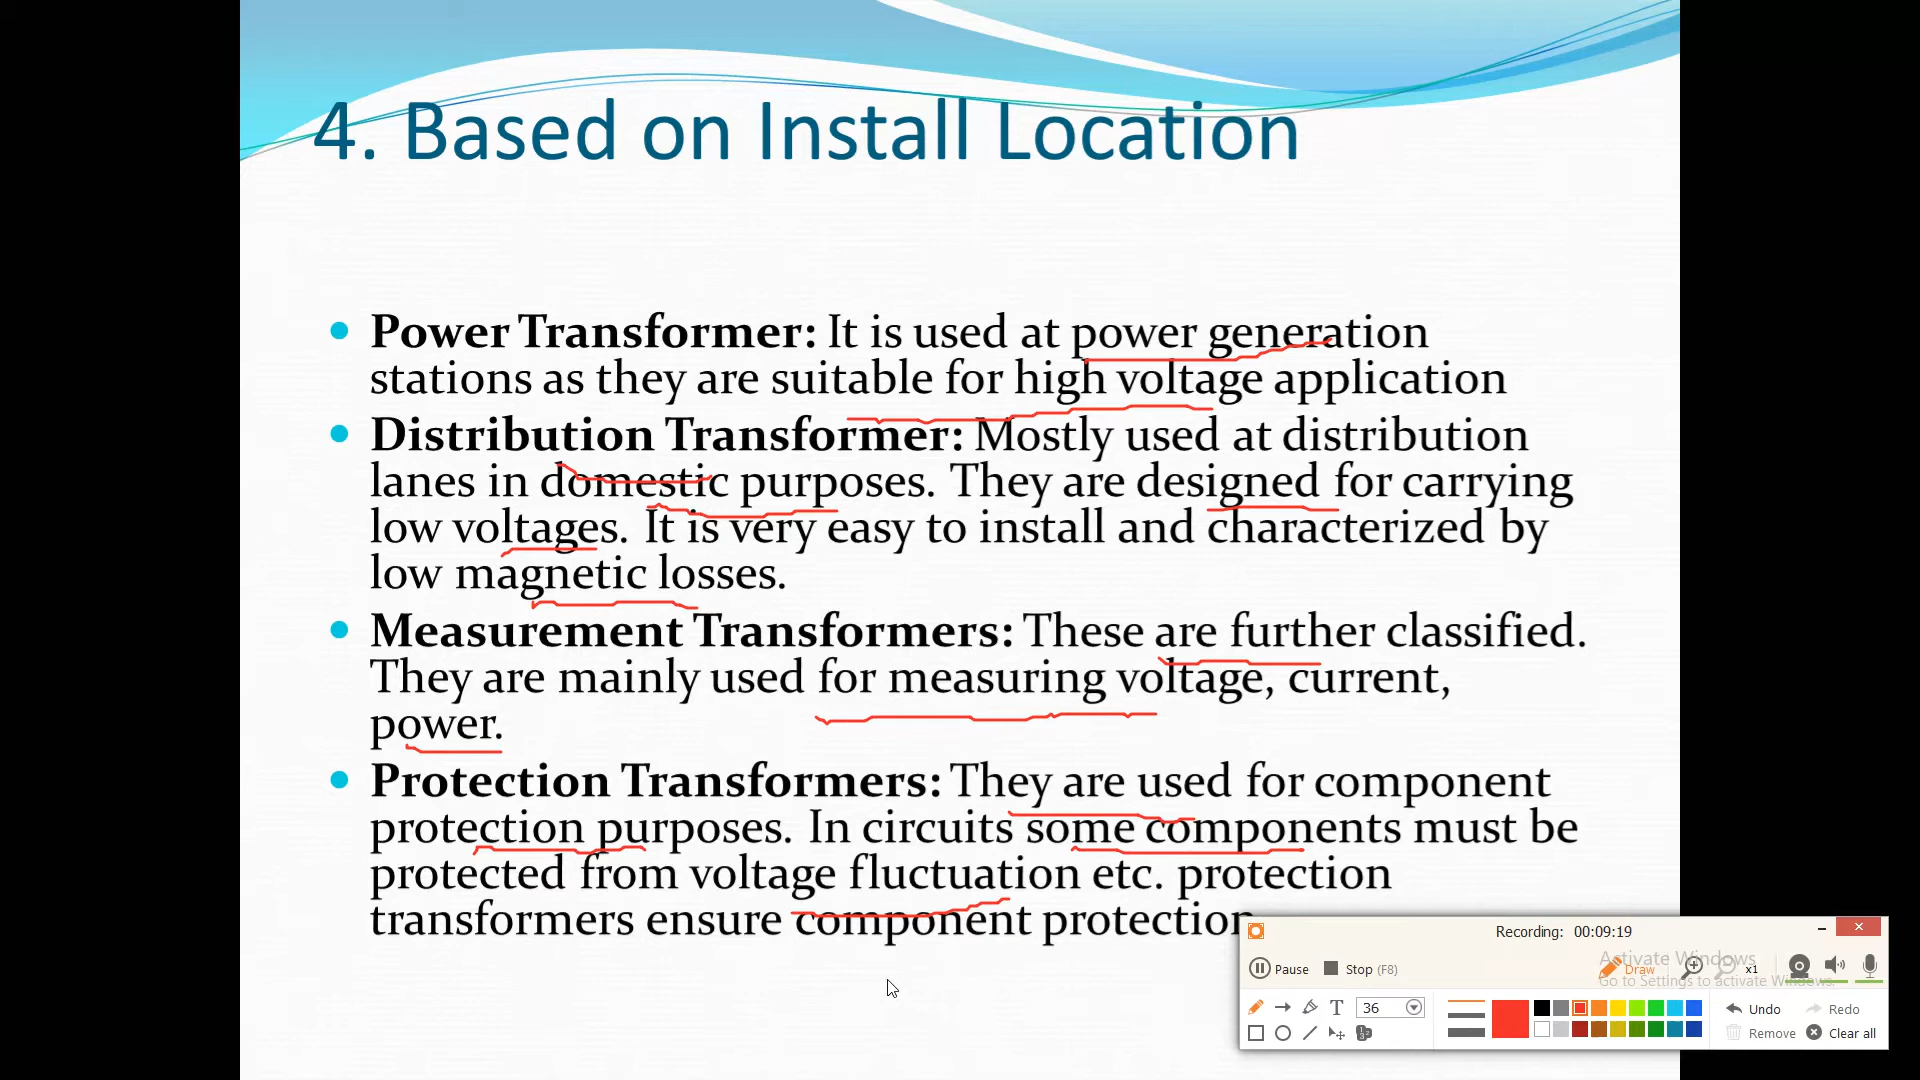 4. Based on Install Location
Power Transformer: It is used at power generation
stations as they are suitable for high voltage application
Distribution Transformer: Mostly used at distribution
lanes in domestic purposes. They are designed for carrying
low voltages. It is very easy to install and characterized by
low magnetic losses.
Measurement Transformers: These are further classified.
They are mainly used for measuring voltage, current,
power.
Protection Transformers: They are used for component
protection purposes. In circuits some components must be
protected from voltage fluctuation etc. protection
transformers ensure component protection
Recording: 00:09:19
Activate Windows
Pause Stop (F8) Draw x1
Go to Settings to activate Windows.
T 36 Undo Redo
Remove Clear all